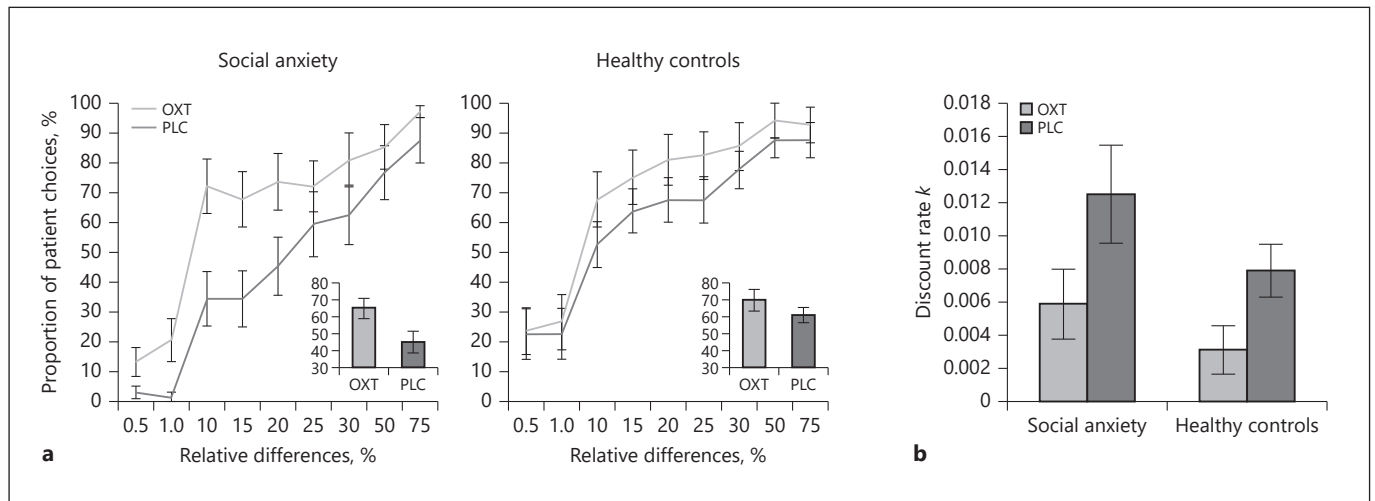 Social anxiety
Healthy controls
Proportion of patient choices, %
100
90
80
70
60
50
40
30
20
10
0
OXT
PLC
80
70
60
50
40
30
OXT PLC
0.5 1.0 10 15 20 25 30 50 75
Relative differences, %
a
100
90
80
70
60
50
40
30
20
10
0
80
70
60
50
40
30
OXT PLC
0.5 1.0 10 15 20 25 30 50 75
Relative differences, %
Discount rate k
0.018
0.016
0.014
0.012
0.010
0.008
0.006
0.004
0.002
0
OXT
PLC
Social anxiety Healthy controls
b